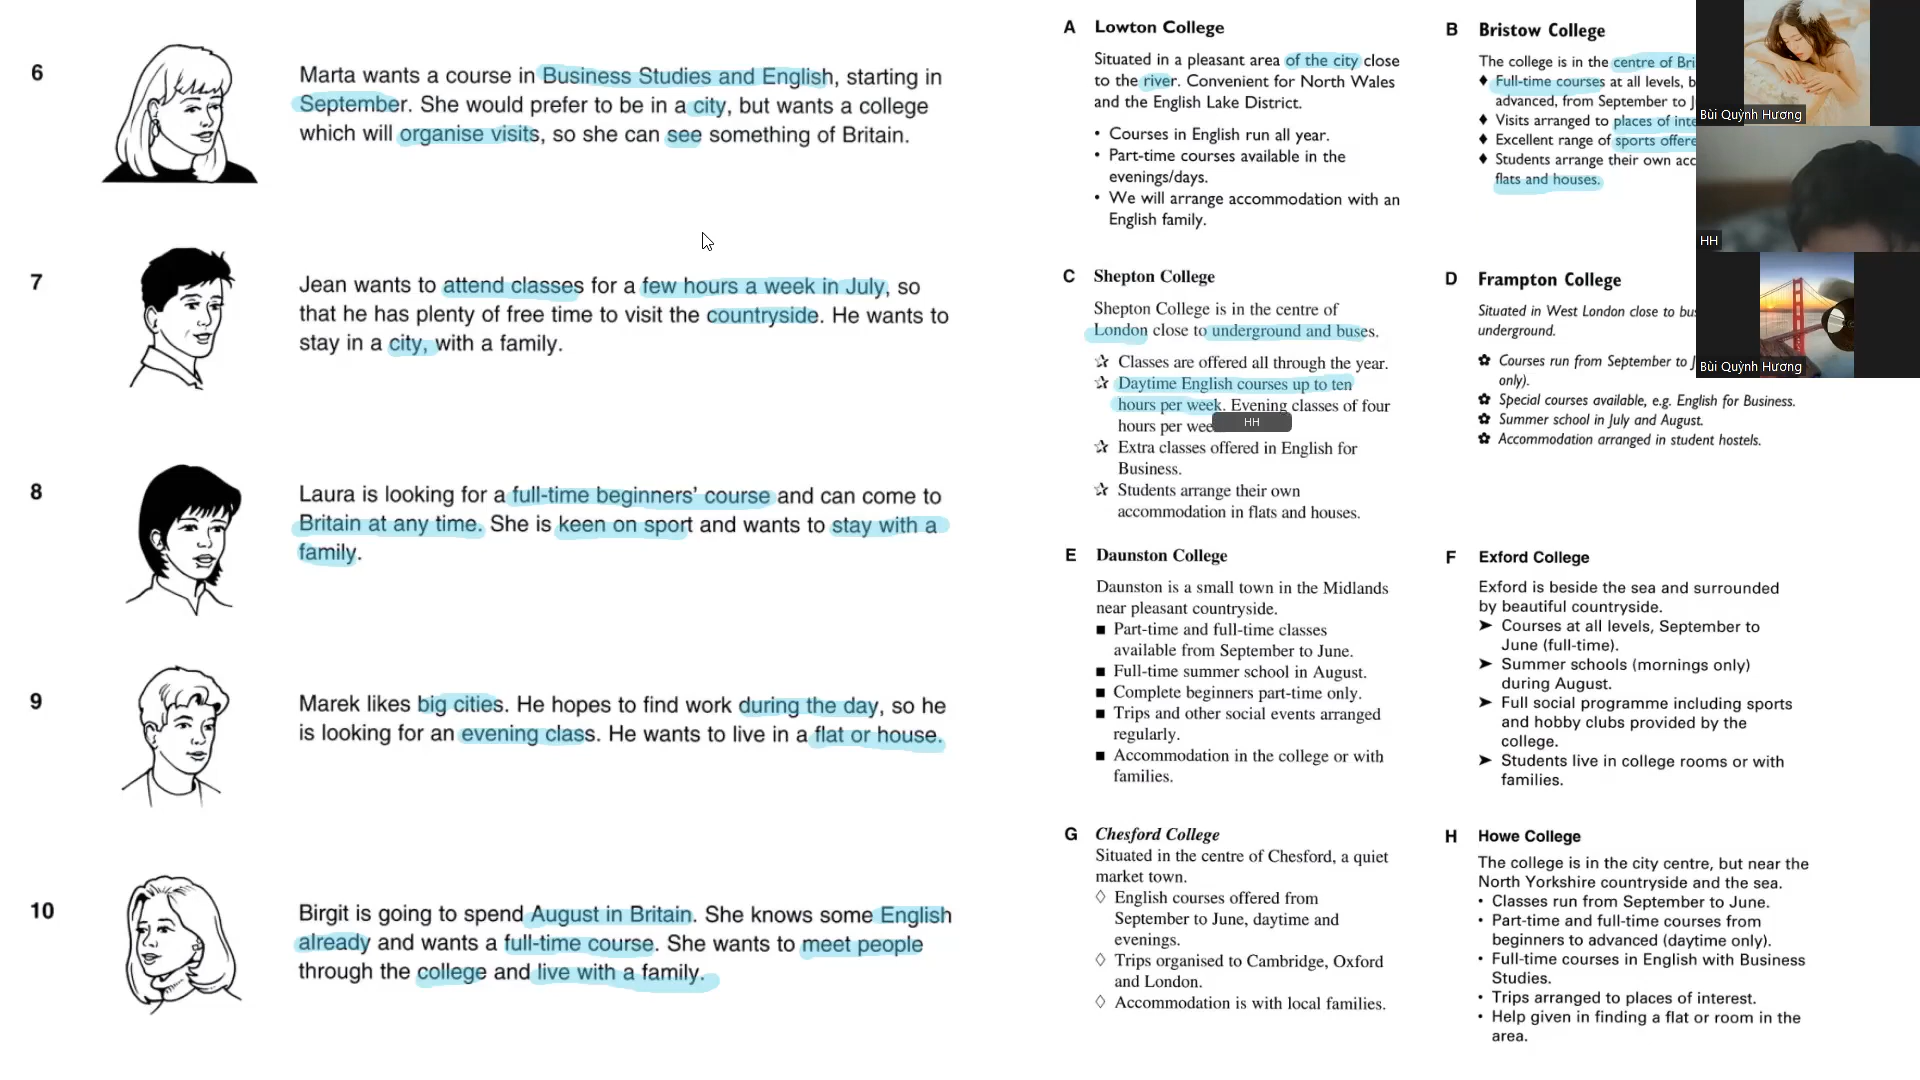 6
Marta wants a course in Business Studies and English, starting in
September. She would prefer to be in a city, but wants a college
which will organise visits, so she can see something of Britain.
7
Jean wants to attend classes for a few hours a week in July, so
that he has plenty of free time to visit the countryside. He wants to
stay in a city, with a family.
8
Laura is looking for a full-time beginners' course and can come to
Britain at any time. She is keen on sport and wants to stay with a
family.
9
Marek likes big cities. He hopes to find work during the day, so he
is looking for an evening class. He wants to live in a flat or house.
10
Birgit is going to spend August in Britain. She knows some English
already and wants a full-time course. She wants to meet people
through the college and live with a family.
A Lowton College
Situated in a pleasant area of the city close
to the river. Convenient for North Wales
and the English Lake District.
• Courses in English run all year.
• Part-time courses available in the
evenings/days.
• We will arrange accommodation with an
English family.
B Bristow College
The college is in the centre of Bri
♦ Full-time courses at all levels, b
advanced, from September to J
♦ Visits arranged to places of inte
♦ Excellent range of sports offere
♦ Students arrange their own acc
flats and houses.
C Shepton College
Shepton College is in the centre of
London close to underground and buses.
☆ Classes are offered all through the year.
☆ Daytime English courses up to ten
hours per week. Evening classes of four
hours per wee
☆ Extra classes offered in English for
Business.
☆ Students arrange their own
accommodation in flats and houses.
D Frampton College
Situated in West London close to bus
underground.
✿ Courses run from September to J
only).
✿ Special courses available, e.g. English for Business.
✿ Summer school in July and August.
✿ Accommodation arranged in student hostels.
E Daunston College
Daunston is a small town in the Midlands
near pleasant countryside.
■ Part-time and full-time classes
available from September to June.
■ Full-time summer school in August.
■ Complete beginners part-time only.
■ Trips and other social events arranged
regularly.
■ Accommodation in the college or with
families.
F Exford College
Exford is beside the sea and surrounded
by beautiful countryside.
➤ Courses at all levels, September to
June (full-time).
➤ Summer schools (mornings only)
during August.
➤ Full social programme including sports
and hobby clubs provided by the
college.
➤ Students live in college rooms or with
families.
G Chesford College
Situated in the centre of Chesford, a quiet
market town.
◊ English courses offered from
September to June, daytime and
evenings.
◊ Trips organised to Cambridge, Oxford
and London.
◊ Accommodation is with local families.
H Howe College
The college is in the city centre, but near the
North Yorkshire countryside and the sea.
• Classes run from September to June.
• Part-time and full-time courses from
beginners to advanced (daytime only).
• Full-time courses in English with Business
Studies.
• Trips arranged to places of interest.
• Help given in finding a flat or room in the
area.
Bùi Quỳnh Hương
HH
Bùi Quỳnh Hương
HH